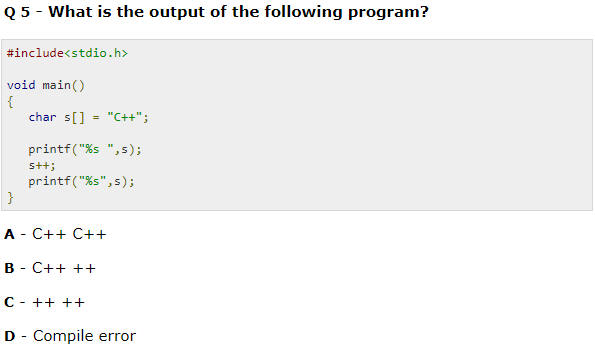 Q 5 - What is the output of the following program?
#include<stdio.h>
void main()
{
char s[] = "C++";
printf("%s ",s);
s++;
printf("%s",s);
}
A - C++ C++
B - C++ ++
C - ++ ++
D - Compile error